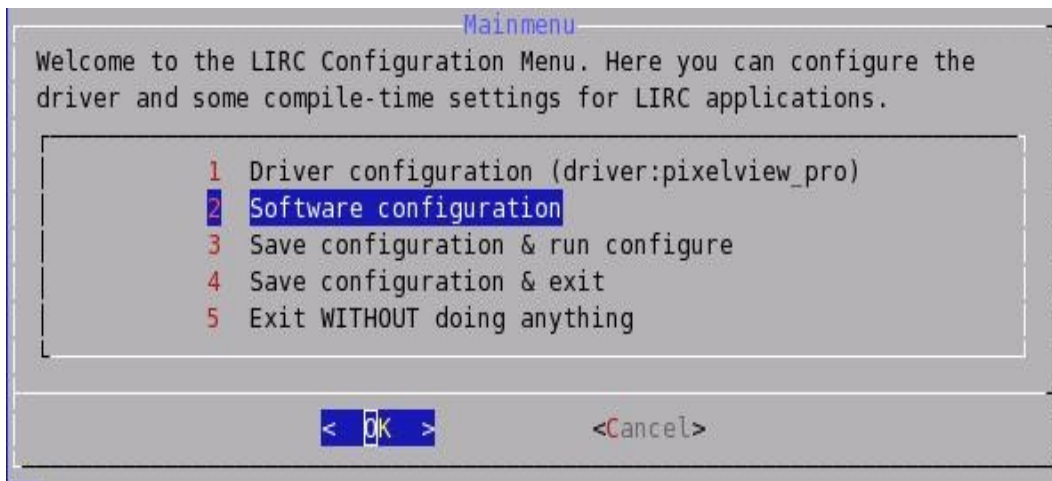 Mainmenu
Welcome to the LIRC Configuration Menu. Here you can configure the
driver and some compile-time settings for LIRC applications.
1 Driver configuration (driver:pixelview_pro)
2 Software configuration
3 Save configuration & run configure
4 Save configuration & exit
5 Exit WITHOUT doing anything
< OK > <Cancel>